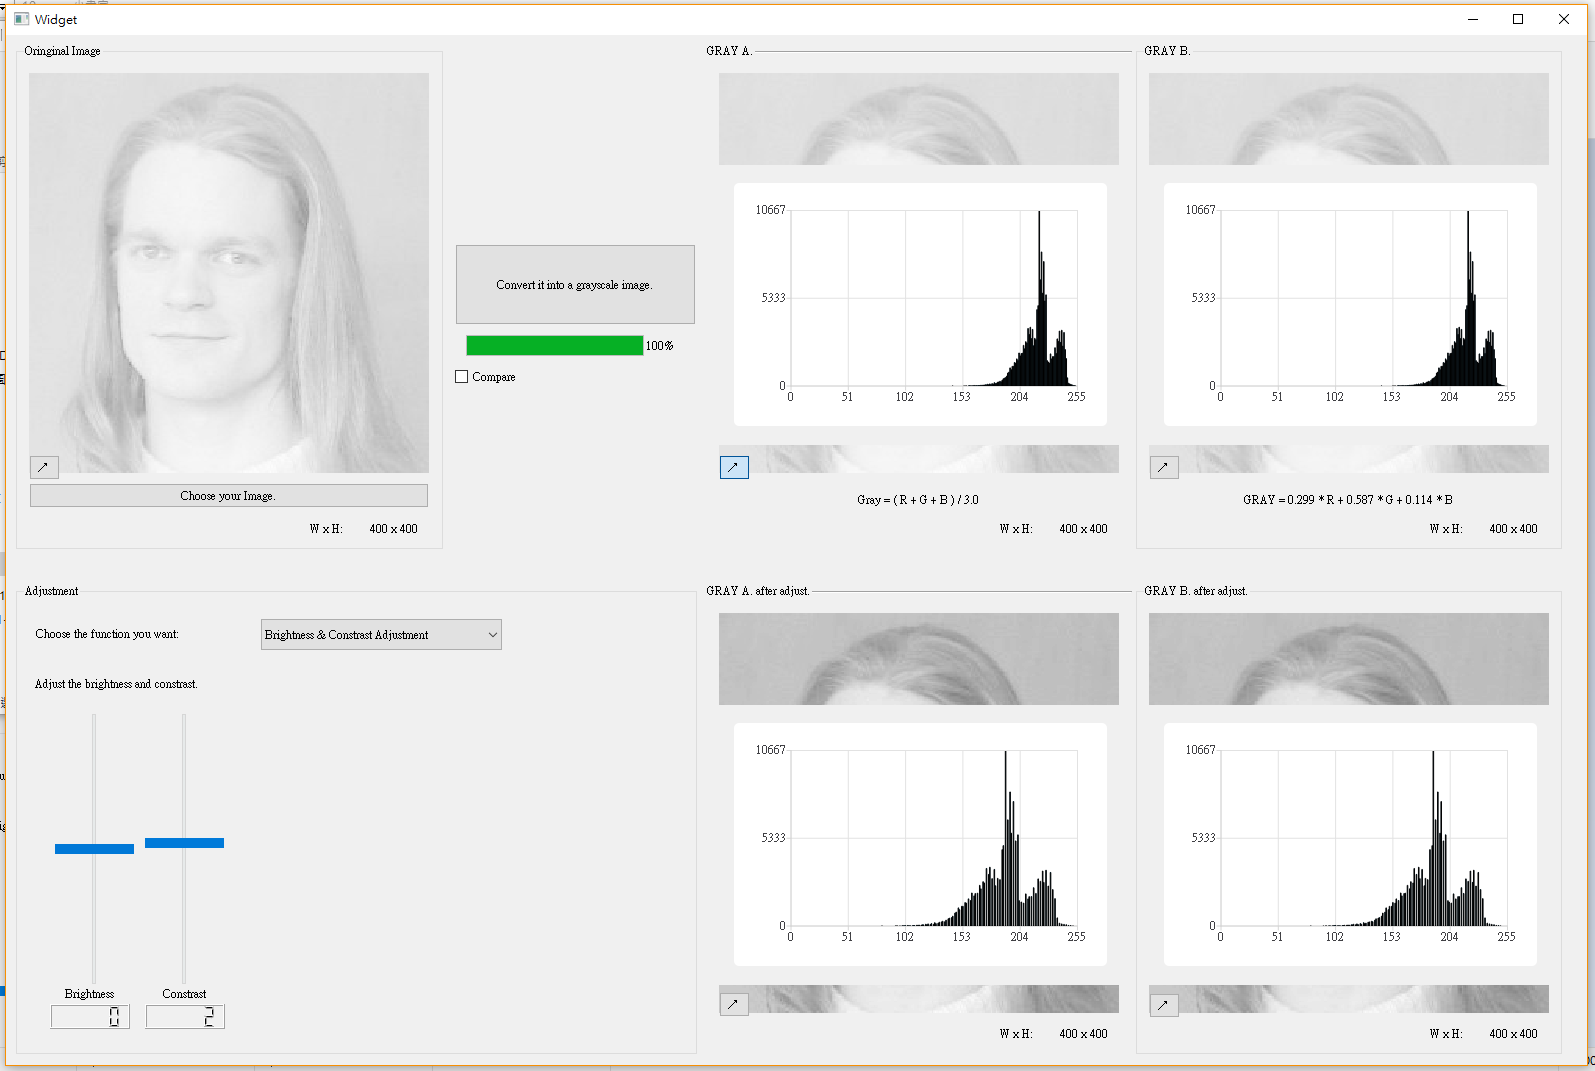 Widget
Oringinal Image
Choose your Image.
W x H: 400 x 400
Convert it into a grayscale image.
100%
Compare
GRAY A.
10667
5333
0
0 51 102 153 204 255
Gray = ( R + G + B ) / 3.0
W x H: 400 x 400
GRAY B.
10667
5333
0
0 51 102 153 204 255
GRAY = 0.299 * R + 0.587 * G + 0.114 * B
W x H: 400 x 400
Adjustment
Choose the function you want:
Brightness & Constrast Adjustment
Adjust the brightness and constrast.
Brightness Constrast
0 2
GRAY A. after adjust.
10667
5333
0
0 51 102 153 204 255
W x H: 400 x 400
GRAY B. after adjust.
10667
5333
0
0 51 102 153 204 255
W x H: 400 x 400